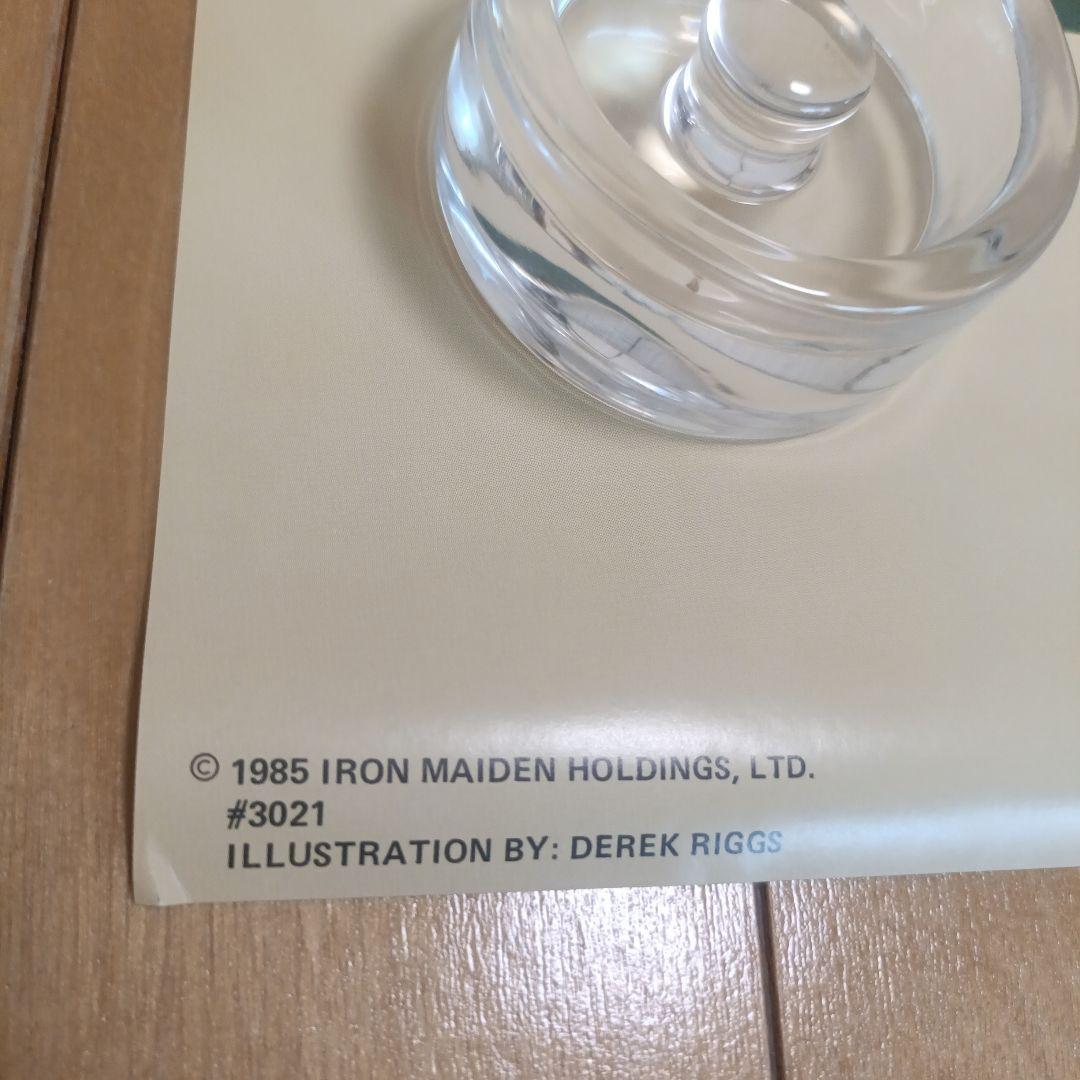 © 1985 IRON MAIDEN HOLDINGS, LTD.
#3021
ILLUSTRATION BY: DEREK RIGGS